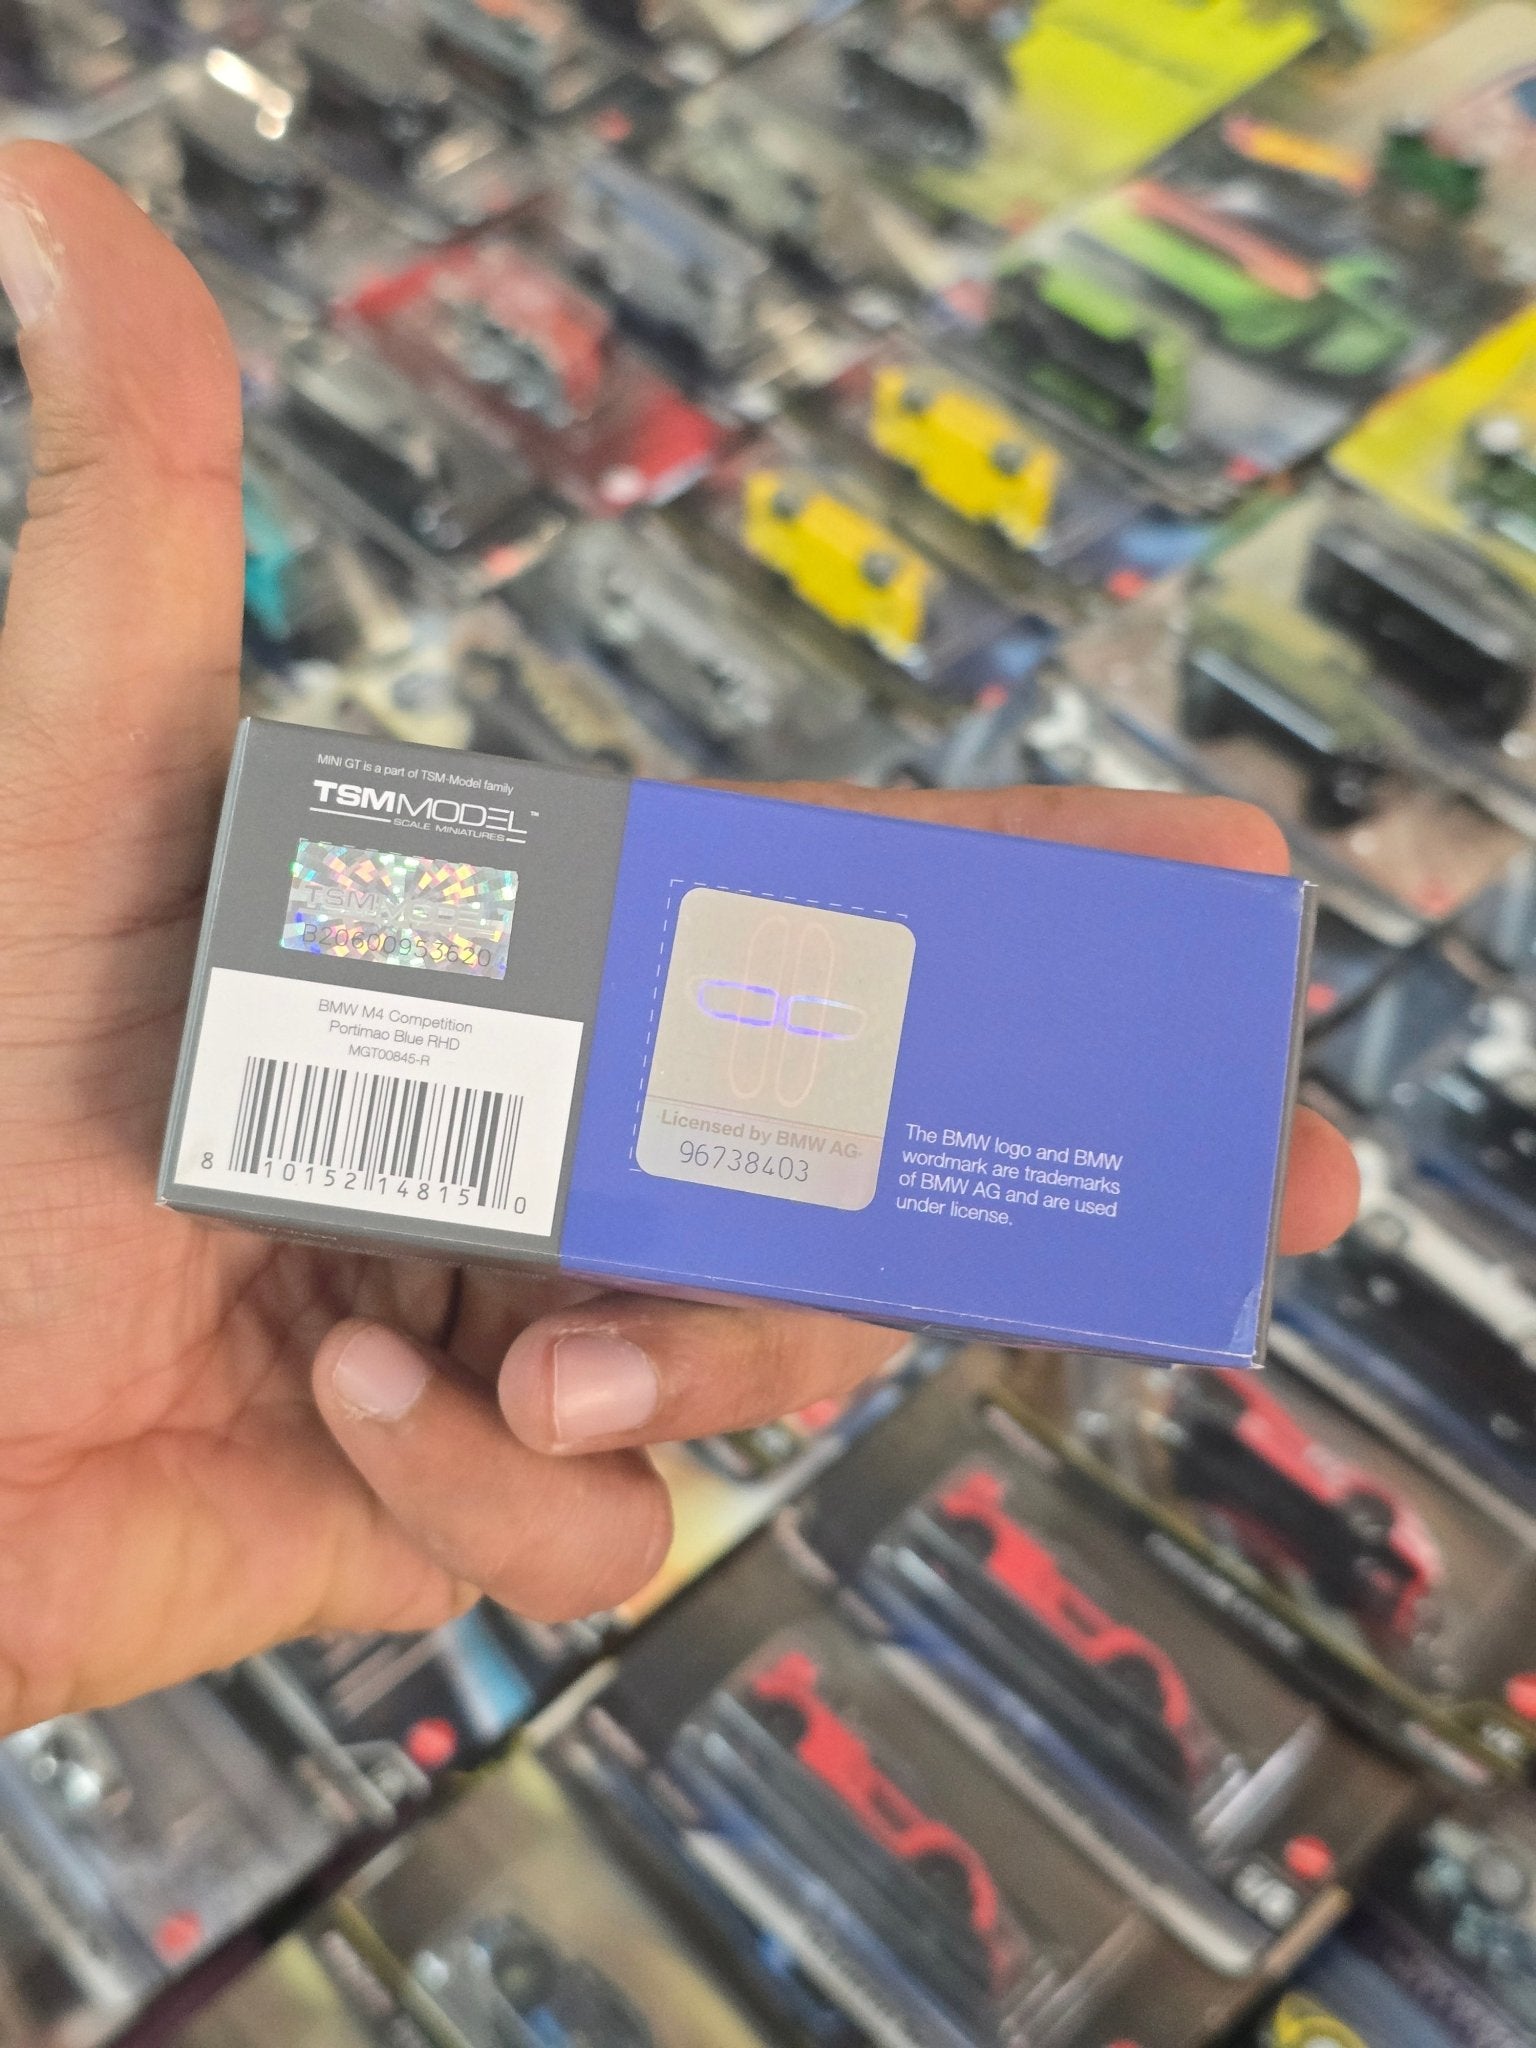 MINI GT is a part of TSM-Model family
TSMMODEL™
SCALE MINIATURES
TSMMODEL
B20600953620
BMW M4 Competition
Portimao Blue RHD
MGT00845-R
8 10152 14815 0
Licensed by BMW AG
96738403
The BMW logo and BMW
wordmark are trademarks
of BMW AG and are used
under license.